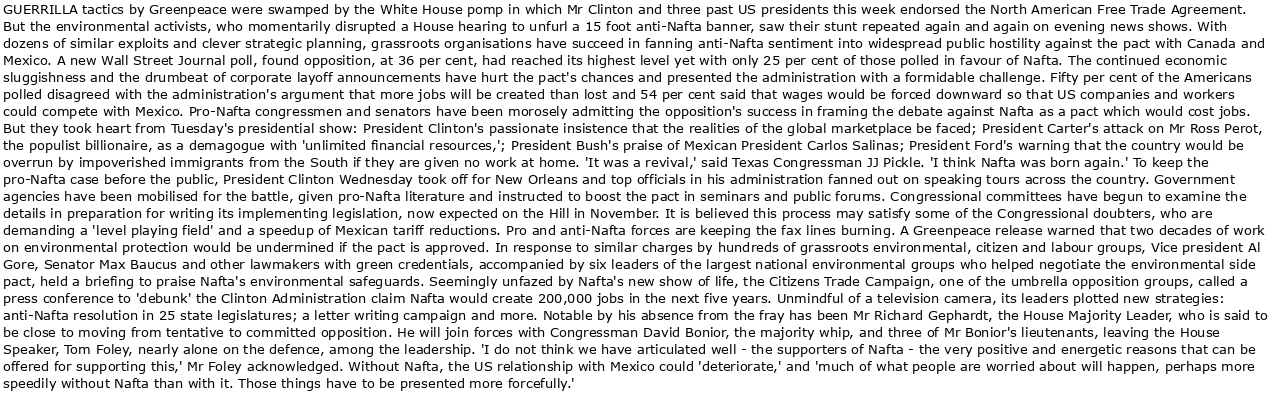 GUERRILLA tactics by Greenpeace were swamped by the White House pomp in which Mr Clinton and three past US presidents this week endorsed the North American Free Trade Agreement.
But the environmental activists, who momentarily disrupted a House hearing to unfurl a 15 foot anti-Nafta banner, saw their stunt repeated again and again on evening news shows. With
dozens of similar exploits and clever strategic planning, grassroots organisations have succeed in fanning anti-Nafta sentiment into widespread public hostility against the pact with Canada and
Mexico. A new Wall Street Journal poll, found opposition, at 36 per cent, had reached its highest level yet with only 25 per cent of those polled in favour of Nafta. The continued economic
sluggishness and the drumbeat of corporate layoff announcements have hurt the pact's chances and presented the administration with a formidable challenge. Fifty per cent of the Americans
polled disagreed with the administration's argument that more jobs will be created than lost and 54 per cent said that wages would be forced downward so that US companies and workers
could compete with Mexico. Pro-Nafta congressmen and senators have been morosely admitting the opposition's success in framing the debate against Nafta as a pact which would cost jobs.
But they took heart from Tuesday's presidential show: President Clinton's passionate insistence that the realities of the global marketplace be faced; President Carter's attack on Mr Ross Perot,
the populist billionaire, as a demagogue with 'unlimited financial resources,'; President Bush's praise of Mexican President Carlos Salinas; President Ford's warning that the country would be
overrun by impoverished immigrants from the South if they are given no work at home. 'It was a revival,' said Texas Congressman JJ Pickle. 'I think Nafta was born again.' To keep the
pro-Nafta case before the public, President Clinton Wednesday took off for New Orleans and top officials in his administration fanned out on speaking tours across the country. Government
agencies have been mobilised for the battle, given pro-Nafta literature and instructed to boost the pact in seminars and public forums. Congressional committees have begun to examine the
details in preparation for writing its implementing legislation, now expected on the Hill in November. It is believed this process may satisfy some of the Congressional doubters, who are
demanding a 'level playing field' and a speedup of Mexican tariff reductions. Pro and anti-Nafta forces are keeping the fax lines burning. A Greenpeace release warned that two decades of work
on environmental protection would be undermined if the pact is approved. In response to similar charges by hundreds of grassroots environmental, citizen and labour groups, Vice president Al
Gore, Senator Max Baucus and other lawmakers with green credentials, accompanied by six leaders of the largest national environmental groups who helped negotiate the environmental side
pact, held a briefing to praise Nafta's environmental safeguards. Seemingly unfazed by Nafta's new show of life, the Citizens Trade Campaign, one of the umbrella opposition groups, called a
press conference to 'debunk' the Clinton Administration claim Nafta would create 200,000 jobs in the next five years. Unmindful of a television camera, its leaders plotted new strategies:
anti-Nafta resolution in 25 state legislatures; a letter writing campaign and more. Notable by his absence from the fray has been Mr Richard Gephardt, the House Majority Leader, who is said to
be close to moving from tentative to committed opposition. He will join forces with Congressman David Bonior, the majority whip, and three of Mr Bonior's lieutenants, leaving the House
Speaker, Tom Foley, nearly alone on the defence, among the leadership. 'I do not think we have articulated well - the supporters of Nafta - the very positive and energetic reasons that can be
offered for supporting this,' Mr Foley acknowledged. Without Nafta, the US relationship with Mexico could 'deteriorate,' and 'much of what people are worried about will happen, perhaps more
speedily without Nafta than with it. Those things have to be presented more forcefully.'